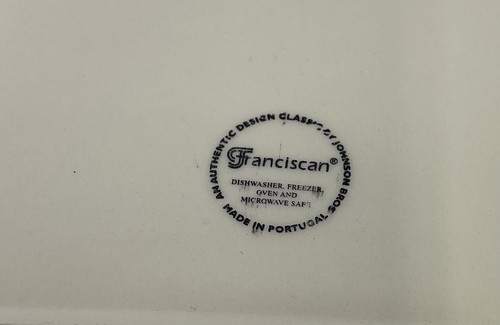 AN AUTHENTIC DESIGN CLASSIC BY JOHNSON BROS
Franciscan®
DISHWASHER, FREEZER,
OVEN AND
MICROWAVE SAFE
MADE IN PORTUGAL